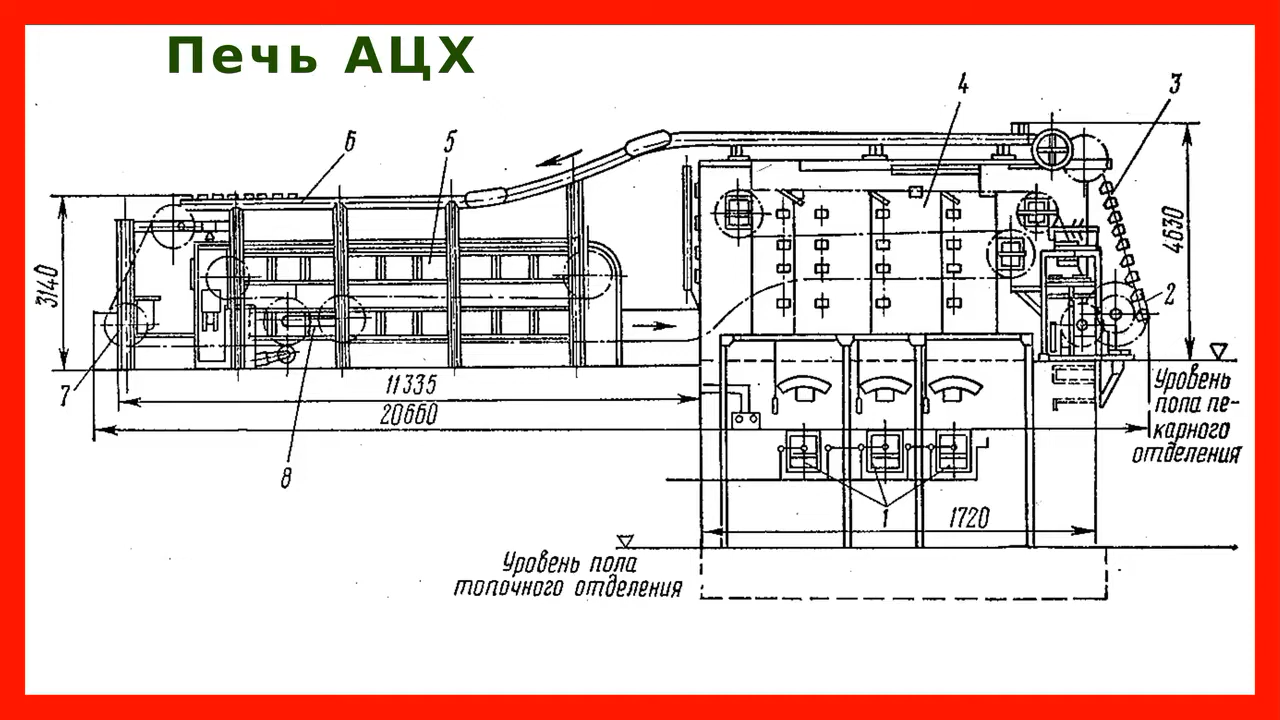 Печь АЦХ
6
5
4
3
3140
4630
2
7
11335
20660
8
Уровень
пола пе-
карного
отделения
1
1720
Уровень пола
топочного отделения